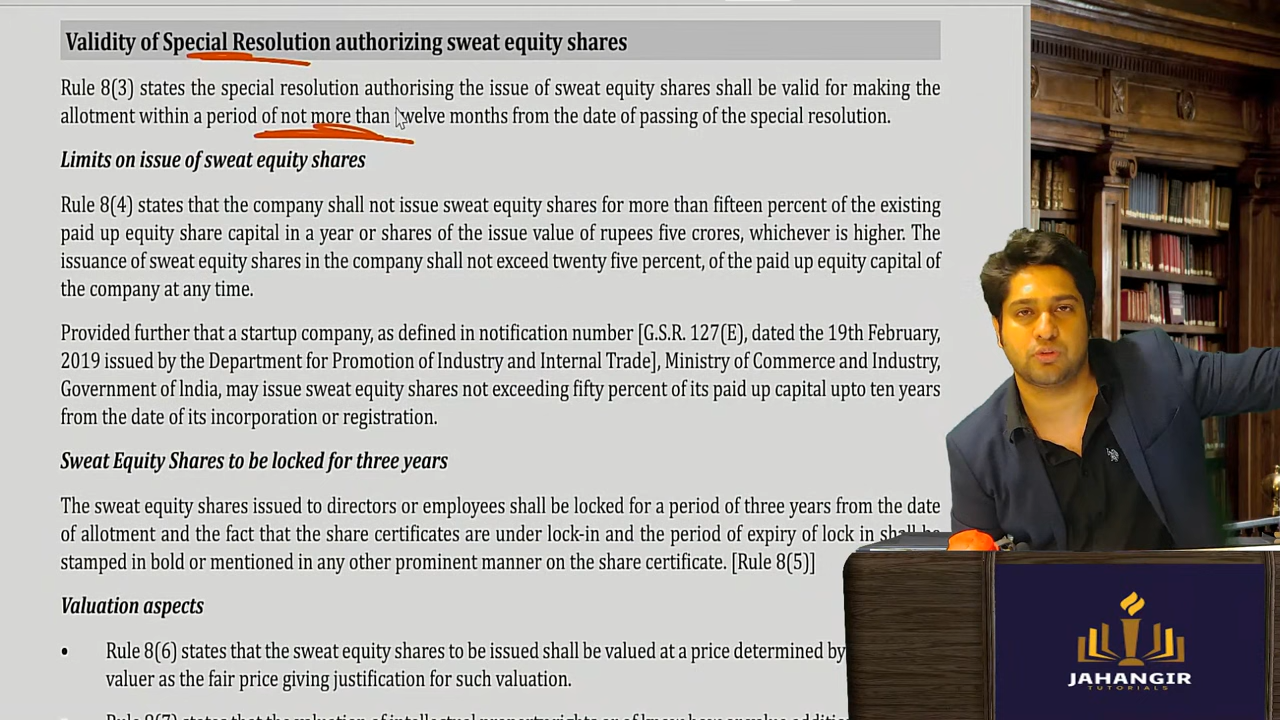 Validity of Special Resolution authorizing sweat equity shares
Rule 8(3) states the special resolution authorising the issue of sweat equity shares shall be valid for making the
allotment within a period of not more than twelve months from the date of passing of the special resolution.
Limits on issue of sweat equity shares
Rule 8(4) states that the company shall not issue sweat equity shares for more than fifteen percent of the existing
paid up equity share capital in a year or shares of the issue value of rupees five crores, whichever is higher. The
issuance of sweat equity shares in the company shall not exceed twenty five percent, of the paid up equity capital of
the company at any time.
Provided further that a startup company, as defined in notification number [G.S.R. 127(E), dated the 19th February,
2019 issued by the Department for Promotion of Industry and Internal Trade], Ministry of Commerce and Industry,
Government of lndia, may issue sweat equity shares not exceeding fifty percent of its paid up capital upto ten years
from the date of its incorporation or registration.
Sweat Equity Shares to be locked for three years
The sweat equity shares issued to directors or employees shall be locked for a period of three years from the date
of allotment and the fact that the share certificates are under lock-in and the period of expiry of lock in shall be
stamped in bold or mentioned in any other prominent manner on the share certificate. [Rule 8(5)]
Valuation aspects
• Rule 8(6) states that the sweat equity shares to be issued shall be valued at a price determined by
valuer as the fair price giving justification for such valuation.
JAHANGIR
TUTORIALS